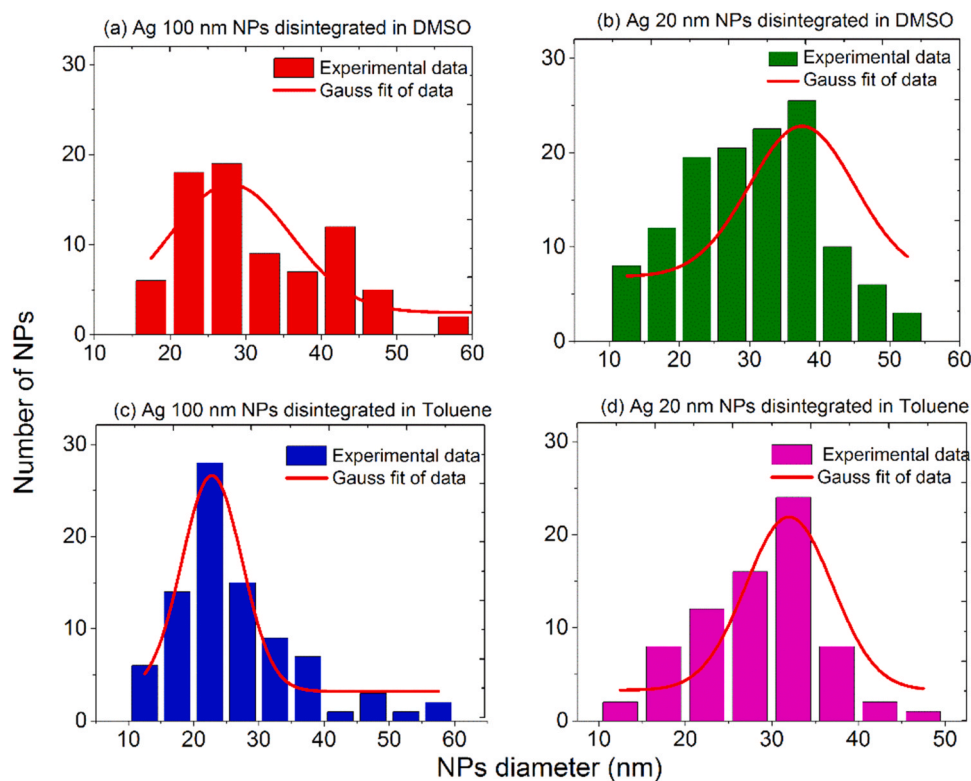 (a) Ag 100 nm NPs disintegrated in DMSO
30
20
10
0
10 20 30 40 50 60
Experimental data
Gauss fit of data
(b) Ag 20 nm NPs disintegrated in DMSO
30
20
10
0
10 20 30 40 50 60
Experimental data
Gauss fit of data
Number of NPs
(c) Ag 100 nm NPs disintegrated in Toluene
30
20
10
0
10 20 30 40 50 60
Experimental data
Gauss fit of data
(d) Ag 20 nm NPs disintegrated in Toluene
30
20
10
0
10 20 30 40 50
Experimental data
Gauss fit of data
NPs diameter (nm)